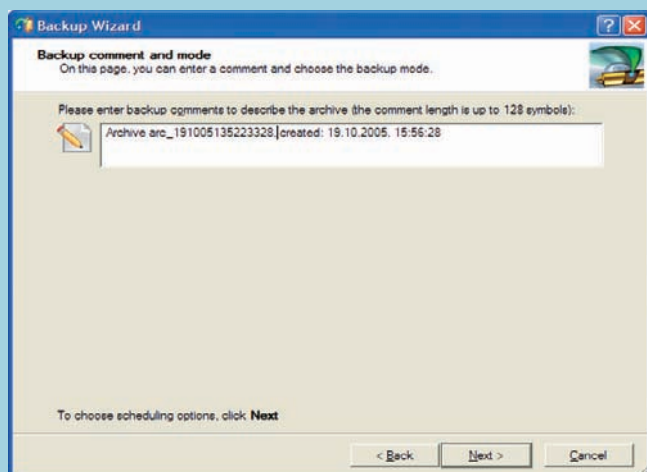 Backup Wizard
Backup comment and mode
On this page, you can enter a comment and choose the backup mode.
Please enter backup comments to describe the archive (the comment length is up to 128 symbols):
Archive arc_191005135223328, created: 19.10.2005, 15:56:28
To choose scheduling options, click Next
< Back
Next >
Cancel